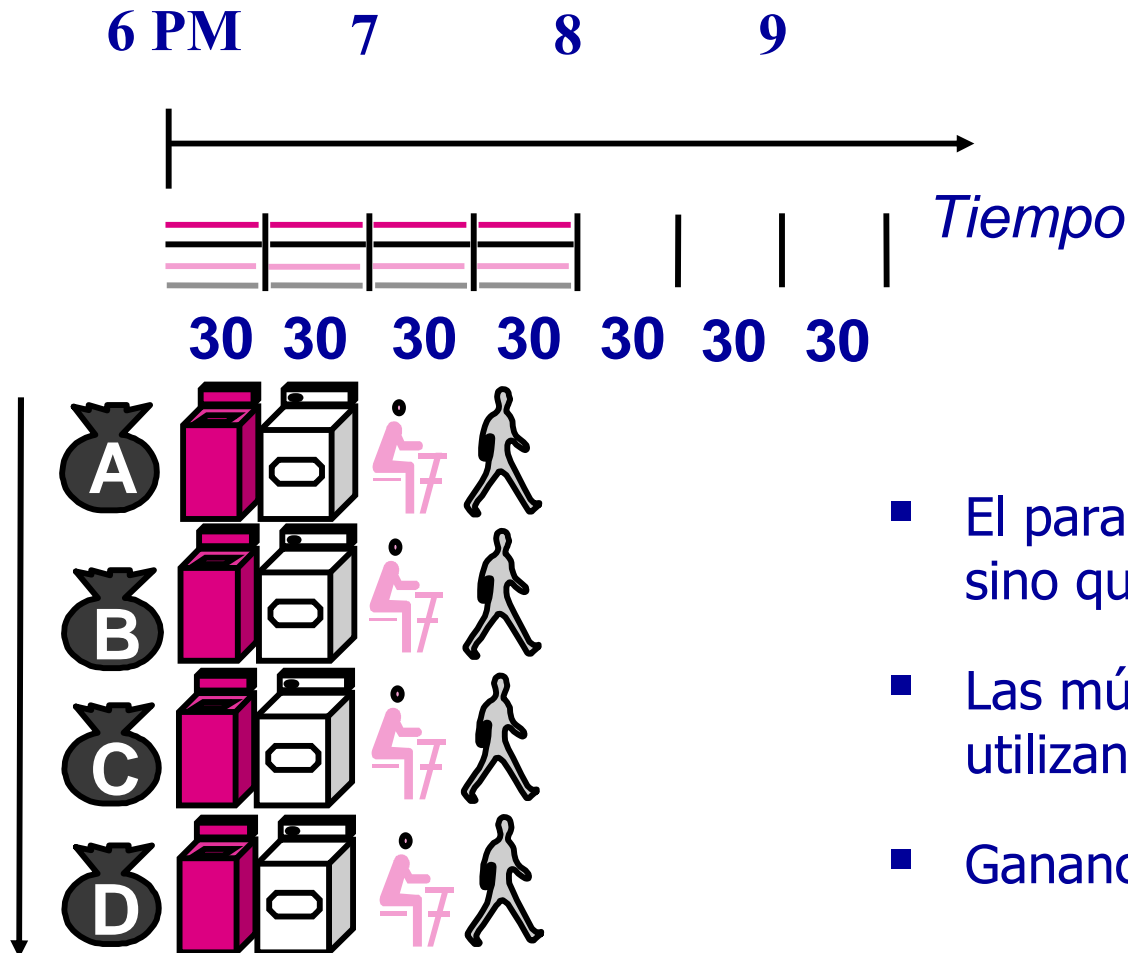 6 PM 7 8 9
Tiempo
30 30 30 30 30 30 30
A
B
C
D
El para
sino qu
Las mú
utilizan
Ganand